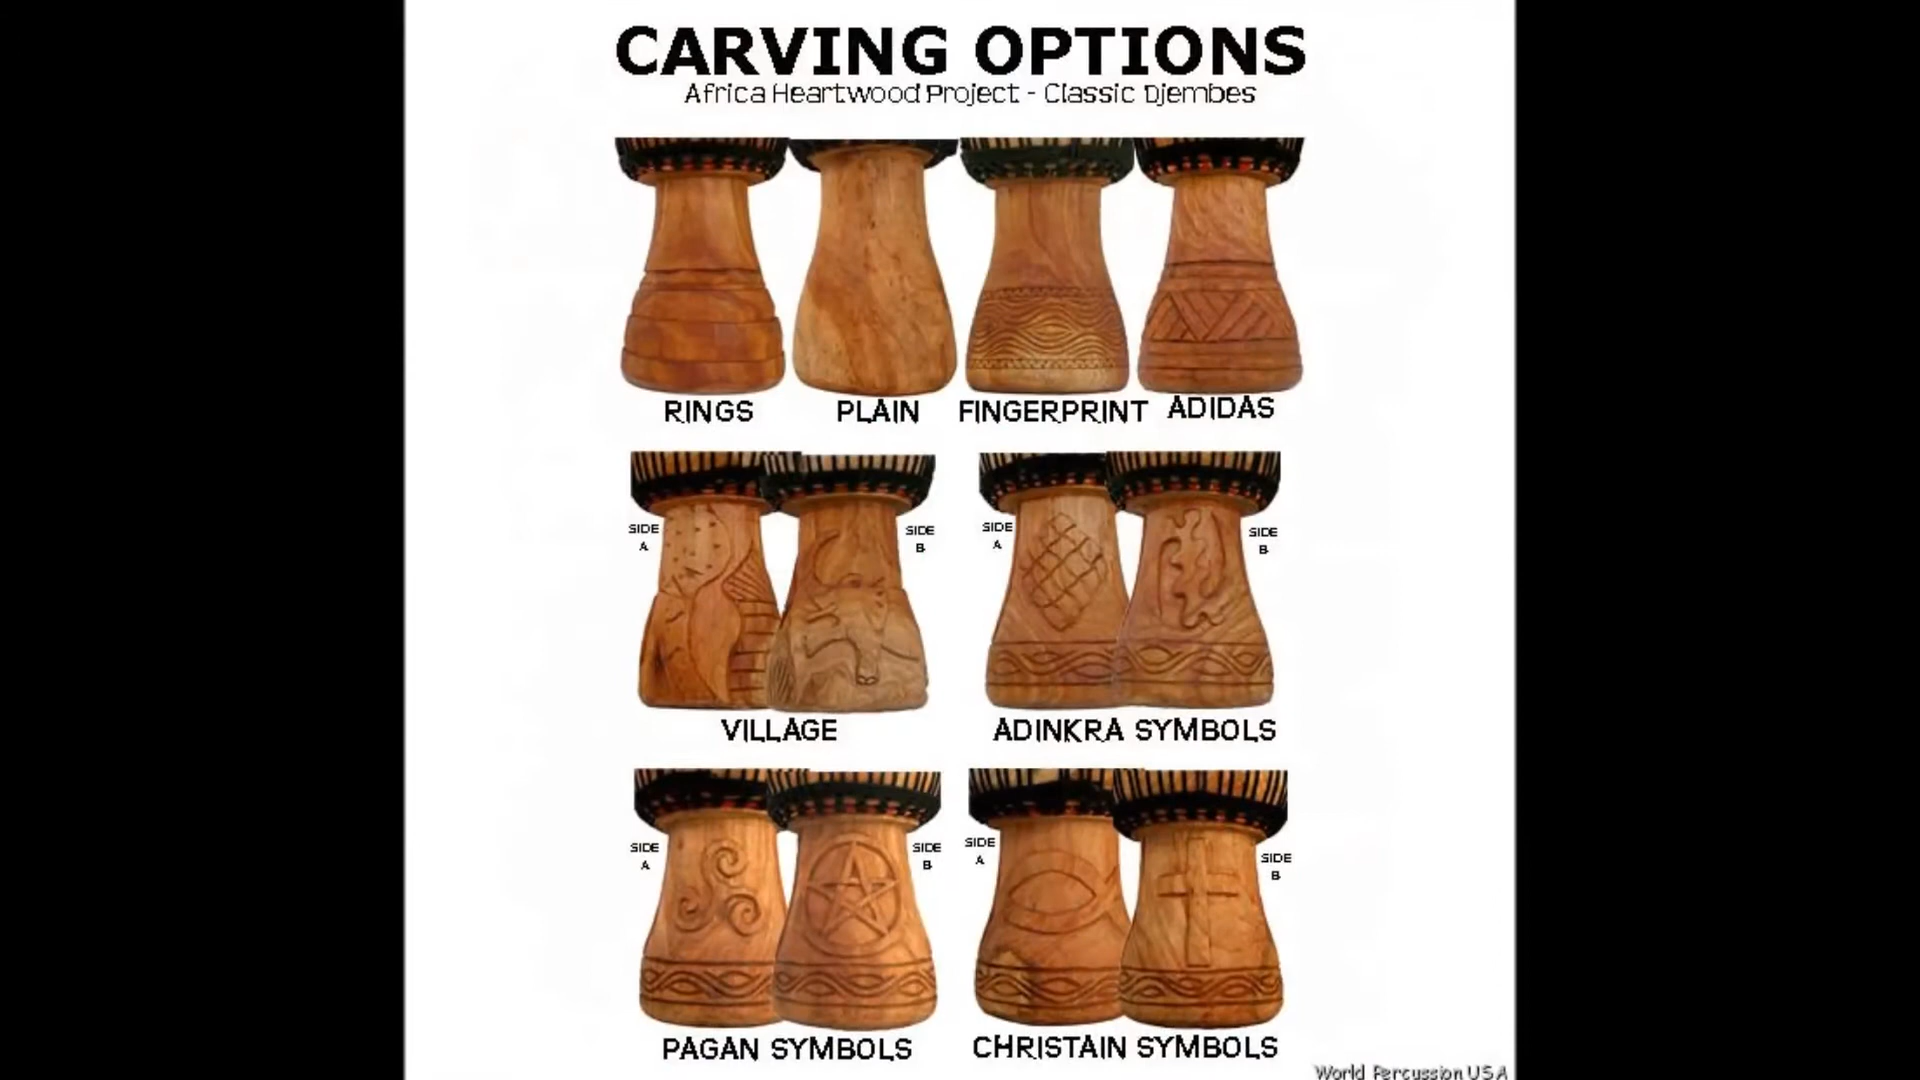 CARVING OPTIONS
Africa Heartwood Project - Classic Djembes
RINGS
PLAIN
FINGERPRINT
ADIDAS
SIDE
A
SIDE
B
SIDE
A
SIDE
B
VILLAGE
ADINKRA SYMBOLS
SIDE
A
SIDE
B
SIDE
A
SIDE
B
PAGAN SYMBOLS
CHRISTAIN SYMBOLS
World Percussion USA